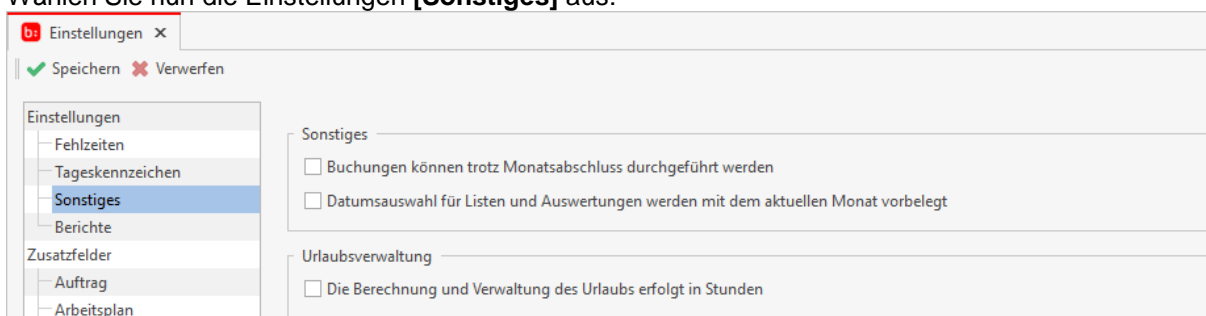 Wählen Sie nun die Einstellungen [Sonstiges] aus.
b: Einstellungen ×
Speichern Verwerfen
Einstellungen
Fehlzeiten
Tageskennzeichen
Sonstiges
Berichte
Zusatzfelder
Auftrag
Arbeitsplan
Sonstiges
Buchungen können trotz Monatsabschluss durchgeführt werden
Datumsauswahl für Listen und Auswertungen werden mit dem aktuellen Monat vorbelegt
Urlaubsverwaltung
Die Berechnung und Verwaltung des Urlaubs erfolgt in Stunden